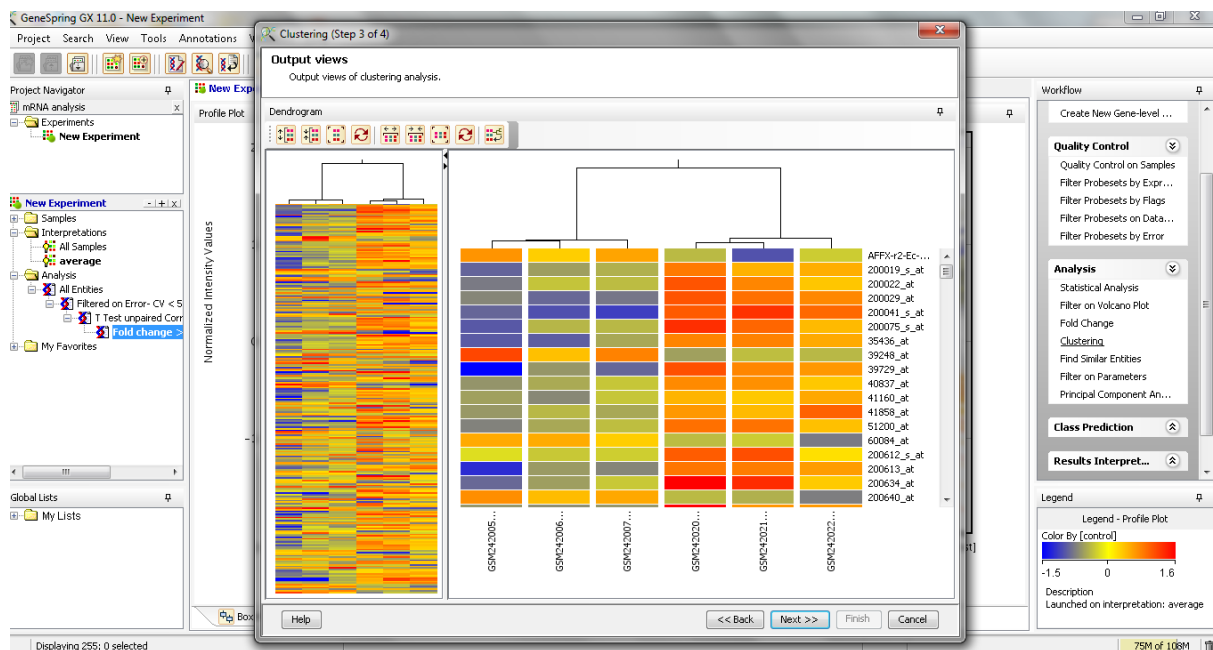 GeneSpring GX 11.0 - New Experiment
Project Search View Tools Annotations
Project Navigator
mRNA analysis
Experiments
New Experiment
New Experiment
Samples
Interpretations
All Samples
average
Analysis
All Entities
Filtered on Error- CV < 5
T Test unpaired Corr
Fold change >
My Favorites
Global Lists
My Lists
Displaying 255; 0 selected
New Exp
Profile Plot
Normalized Intensity Values
Box
Clustering (Step 3 of 4)
Output views
Output views of clustering analysis.
Dendrogram
AFFX-r2-Ec-...
200019_s_at
200022_at
200029_at
200041_s_at
200075_s_at
35436_at
39248_at
39729_at
40837_at
41160_at
41858_at
51200_at
60084_at
200612_s_at
200613_at
200634_at
200640_at
GSM242005...
GSM242006...
GSM242007...
GSM242020...
GSM242021...
GSM242022...
Help
<< Back
Next >>
Finish
Cancel
Workflow
Create New Gene-level ...
Quality Control
Quality Control on Samples
Filter Probesets by Expr...
Filter Probesets by Flags
Filter Probesets on Data...
Filter Probesets by Error
Analysis
Statistical Analysis
Filter on Volcano Plot
Fold Change
Clustering
Find Similar Entities
Filter on Parameters
Principal Component An...
Class Prediction
Results Interpret...
Legend
Legend - Profile Plot
Color By [control]
-1.5 0 1.6
Description
Launched on interpretation: average
75M of 108M